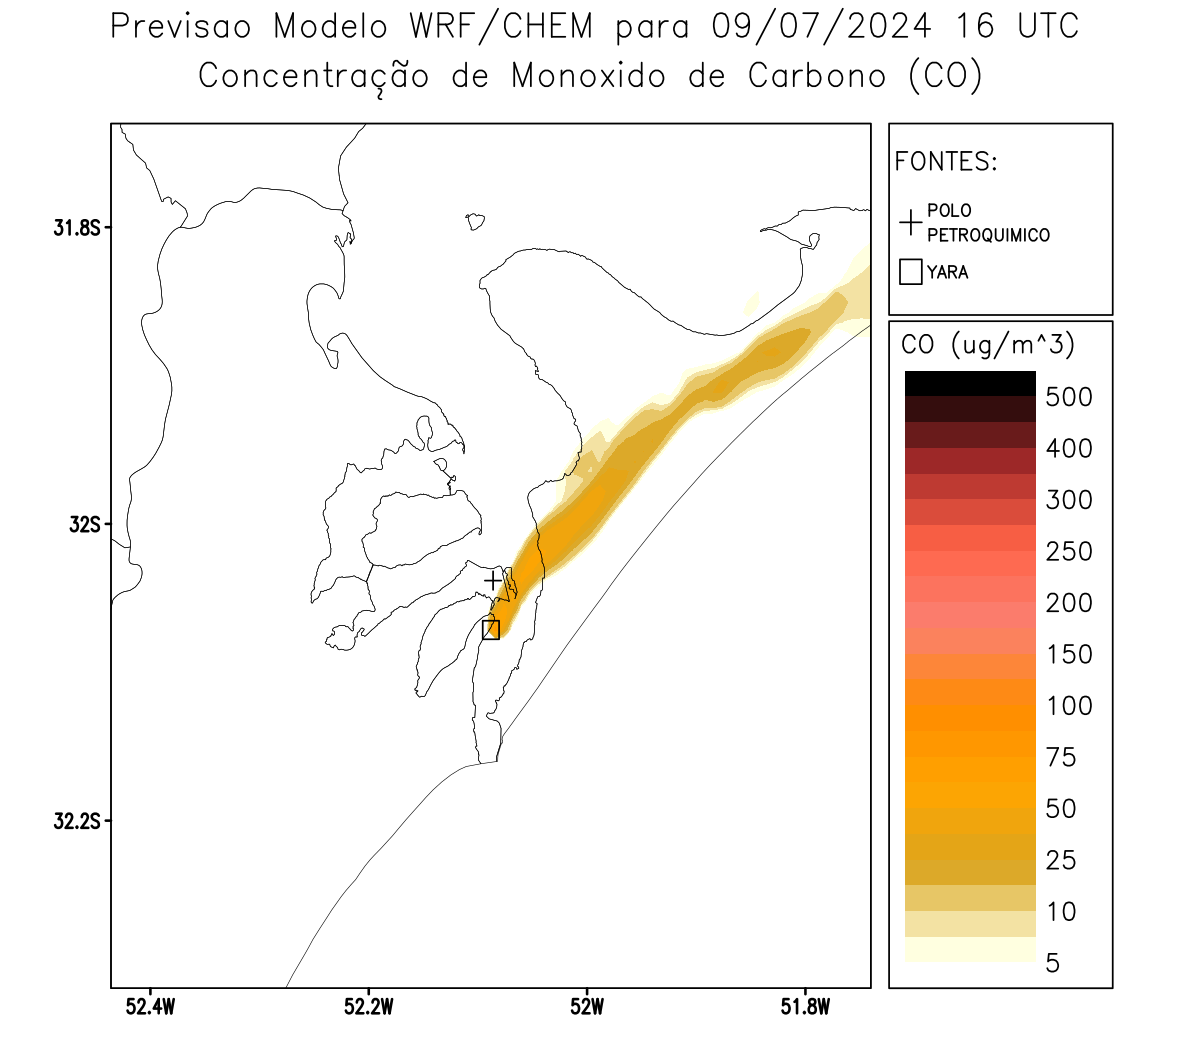 Previsao Modelo WRF/CHEM para 09/07/2024 16 UTC
Concentração de Monoxido de Carbono (CO)
FONTES:
POLO
PETROQUIMICO
YARA
CO (ug/m^3)
500
400
300
250
200
150
100
75
50
25
10
5
31.8S
32S
32.2S
52.4W
52.2W
52W
51.8W